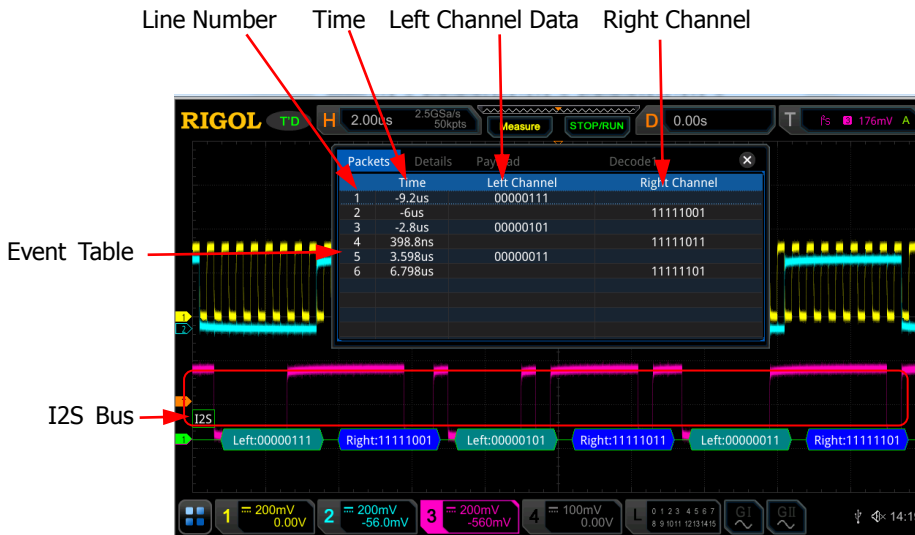 Line Number Time Left Channel Data Right Channel
RIGOL T'D H 2.00us 2.5GSa/s 50kpts Measure STOP/RUN D 0.00s T I²S 3 176mV A
Packets Details Payload Decode1
Time Left Channel Right Channel
1 -9.2us 00000111
2 -6us 11111001
3 -2.8us 00000101
4 398.8ns 11111011
5 3.598us 00000011
6 6.798us 11111101
Event Table
1
2
I2S Bus
I2S
1 Left:00000111 Right:11111001 Left:00000101 Right:11111011 Left:00000011 Right:11111101
1 200mV 0.00V 2 200mV -56.0mV 3 200mV -560mV 4 100mV 0.00V L 0 1 2 3 4 5 6 7 GI GII
8 9 10 11 12 13 14 15 14:19